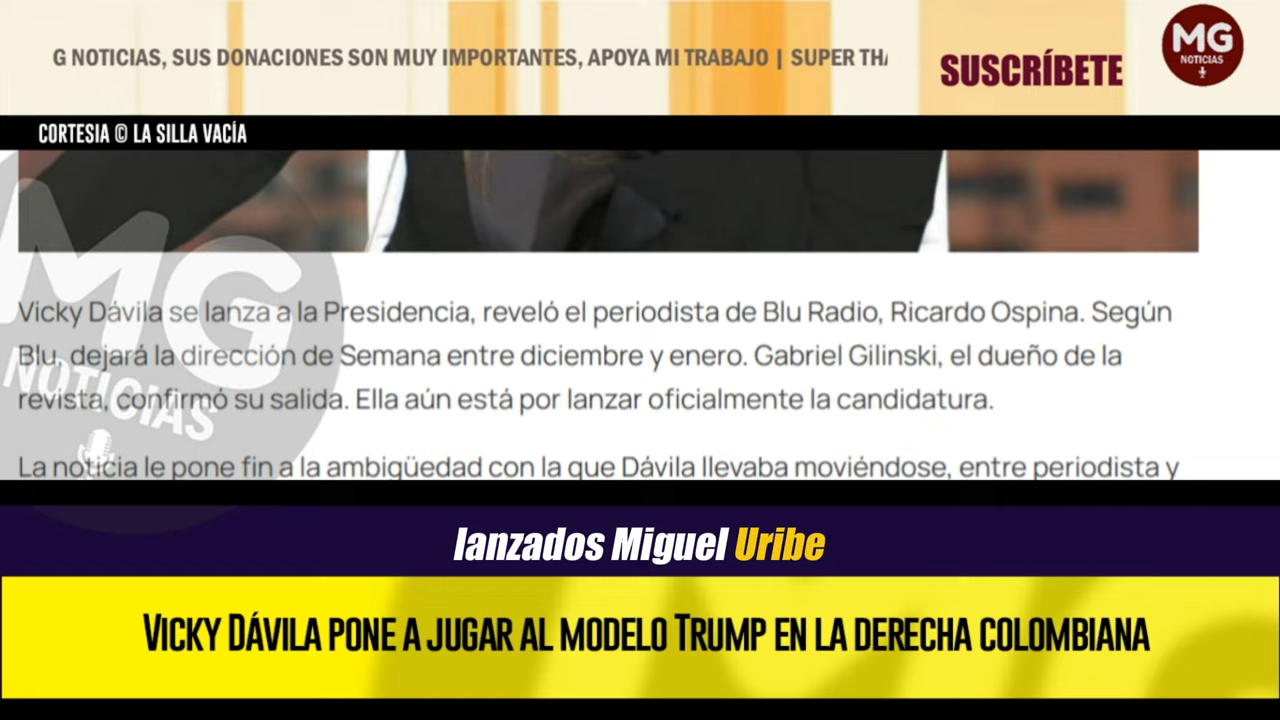 G NOTICIAS, SUS DONACIONES SON MUY IMPORTANTES, APOYA MI TRABAJO | SUPER
SUSCRÍBETE
MG
NOTICIAS
CORTESIA © LA SILLA VACÍA
Vicky Dávila se lanza a la Presidencia, reveló el periodista de Blu Radio, Ricardo Ospina. Según
Blu, dejará la dirección de Semana entre diciembre y enero. Gabriel Gilinski, el dueño de la
revista, confirmó su salida. Ella aún está por lanzar oficialmente la candidatura.
La noticia le pone fin a la ambigüedad con la que Dávila llevaba moviéndose, entre periodista y
MG
NOTICIAS
lanzados Miguel Uribe
VICKY DÁVILA PONE A JUGAR AL MODELO TRUMP EN LA DERECHA COLOMBIANA